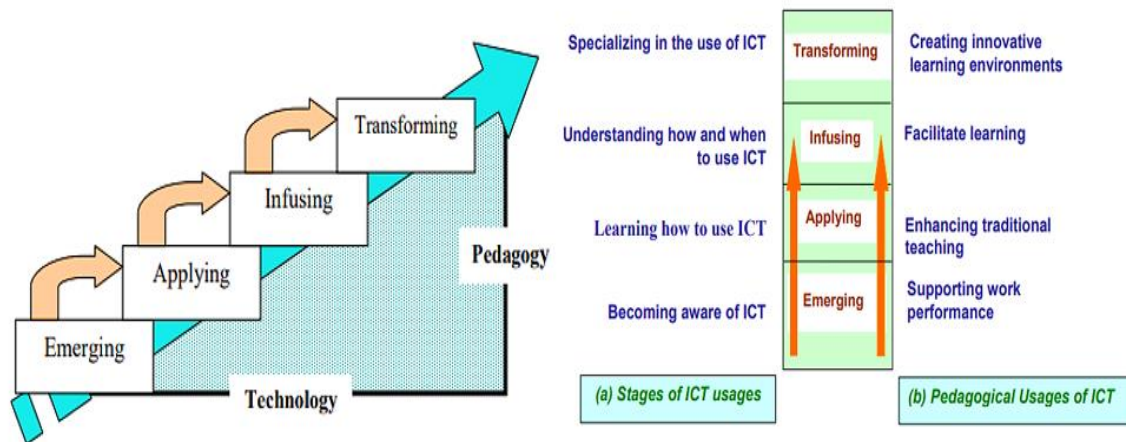 Transforming
Infusing
Applying
Emerging
Pedagogy
Technology
Specializing in the use of ICT
Transforming
Creating innovative
learning environments
Understanding how and when
to use ICT
Infusing
Facilitate learning
Learning how to use ICT
Applying
Enhancing traditional
teaching
Becoming aware of ICT
Emerging
Supporting work
performance
(a) Stages of ICT usages
(b) Pedagogical Usages of ICT